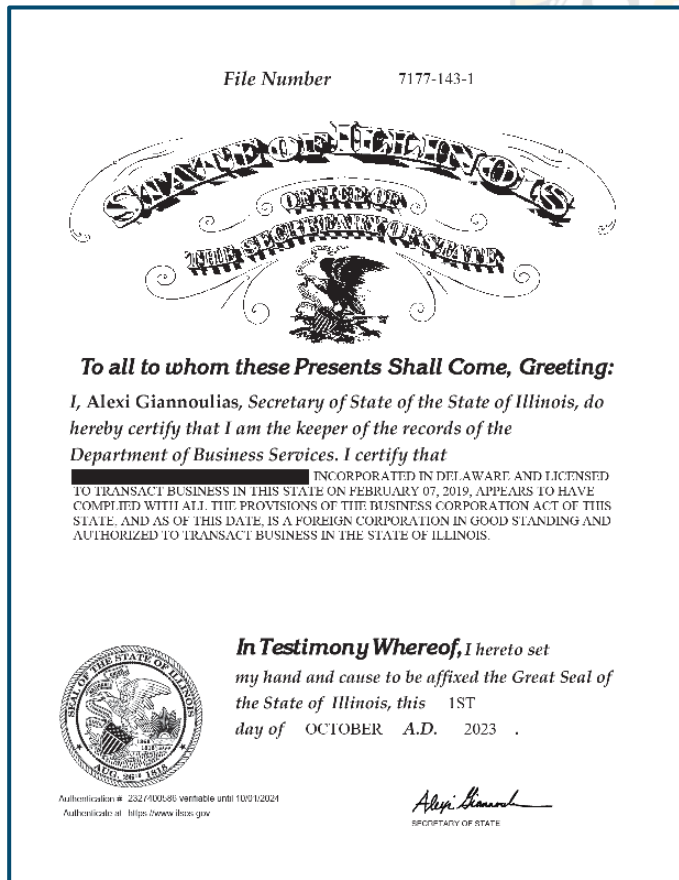 File Number 7177-143-1
STATE OF ILLINOIS
OFFICE OF
THE SECRETARY OF STATE
To all to whom these Presents Shall Come, Greeting:
I, Alexi Giannoulias, Secretary of State of the State of Illinois, do
hereby certify that I am the keeper of the records of the
Department of Business Services. I certify that
INCORPORATED IN DELAWARE AND LICENSED
TO TRANSACT BUSINESS IN THIS STATE ON FEBRUARY 07, 2019, APPEARS TO HAVE
COMPLIED WITH ALL THE PROVISIONS OF THE BUSINESS CORPORATION ACT OF THIS
STATE, AND AS OF THIS DATE, IS A FOREIGN CORPORATION IN GOOD STANDING AND
AUTHORIZED TO TRANSACT BUSINESS IN THE STATE OF ILLINOIS.
In Testimony Whereof, I hereto set
my hand and cause to be affixed the Great Seal of
the State of Illinois, this 1ST
day of OCTOBER A.D. 2023 .
SEAL OF THE STATE OF ILLINOIS
AUG. 26TH 1818
Authentication #: 2327400586 verifiable until 10/01/2024
Authenticate at: https://www.ilsos.gov
SECRETARY OF STATE